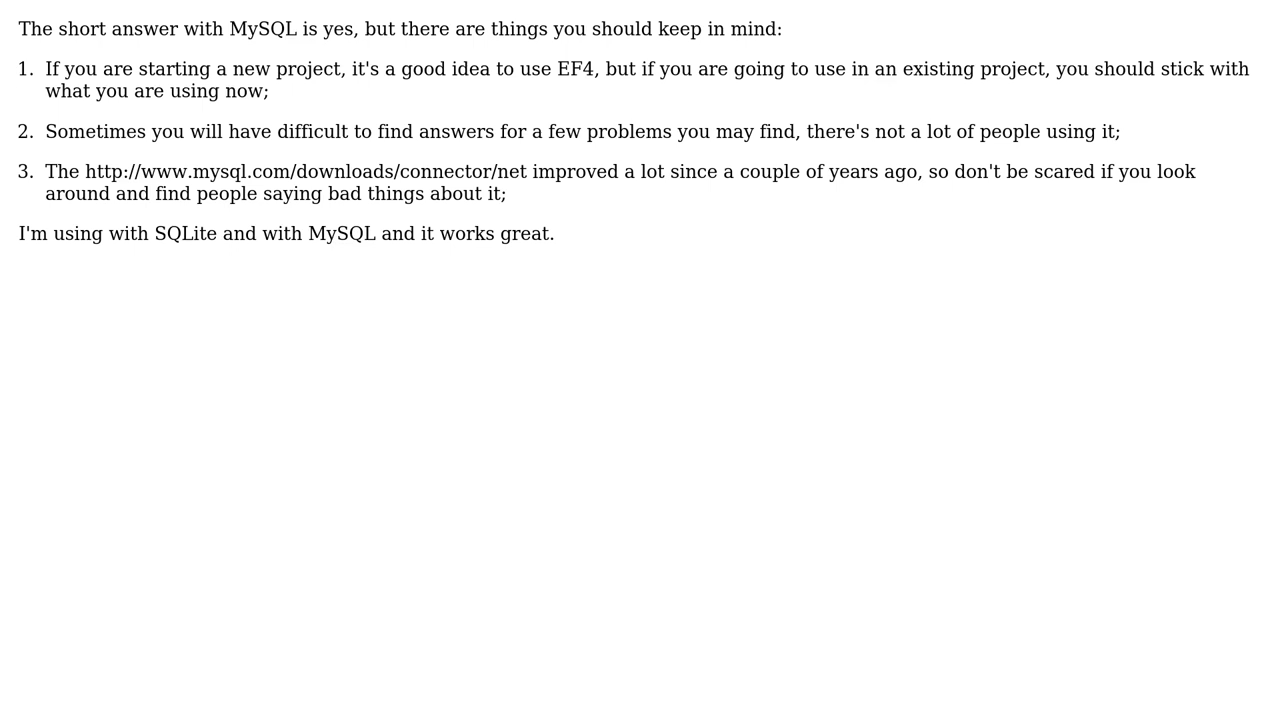 The short answer with MySQL is yes, but there are things you should keep in mind:
1. If you are starting a new project, it's a good idea to use EF4, but if you are going to use in an existing project, you should stick with
what you are using now;
2. Sometimes you will have difficult to find answers for a few problems you may find, there's not a lot of people using it;
3. The http://www.mysql.com/downloads/connector/net improved a lot since a couple of years ago, so don't be scared if you look
around and find people saying bad things about it;
I'm using with SQLite and with MySQL and it works great.